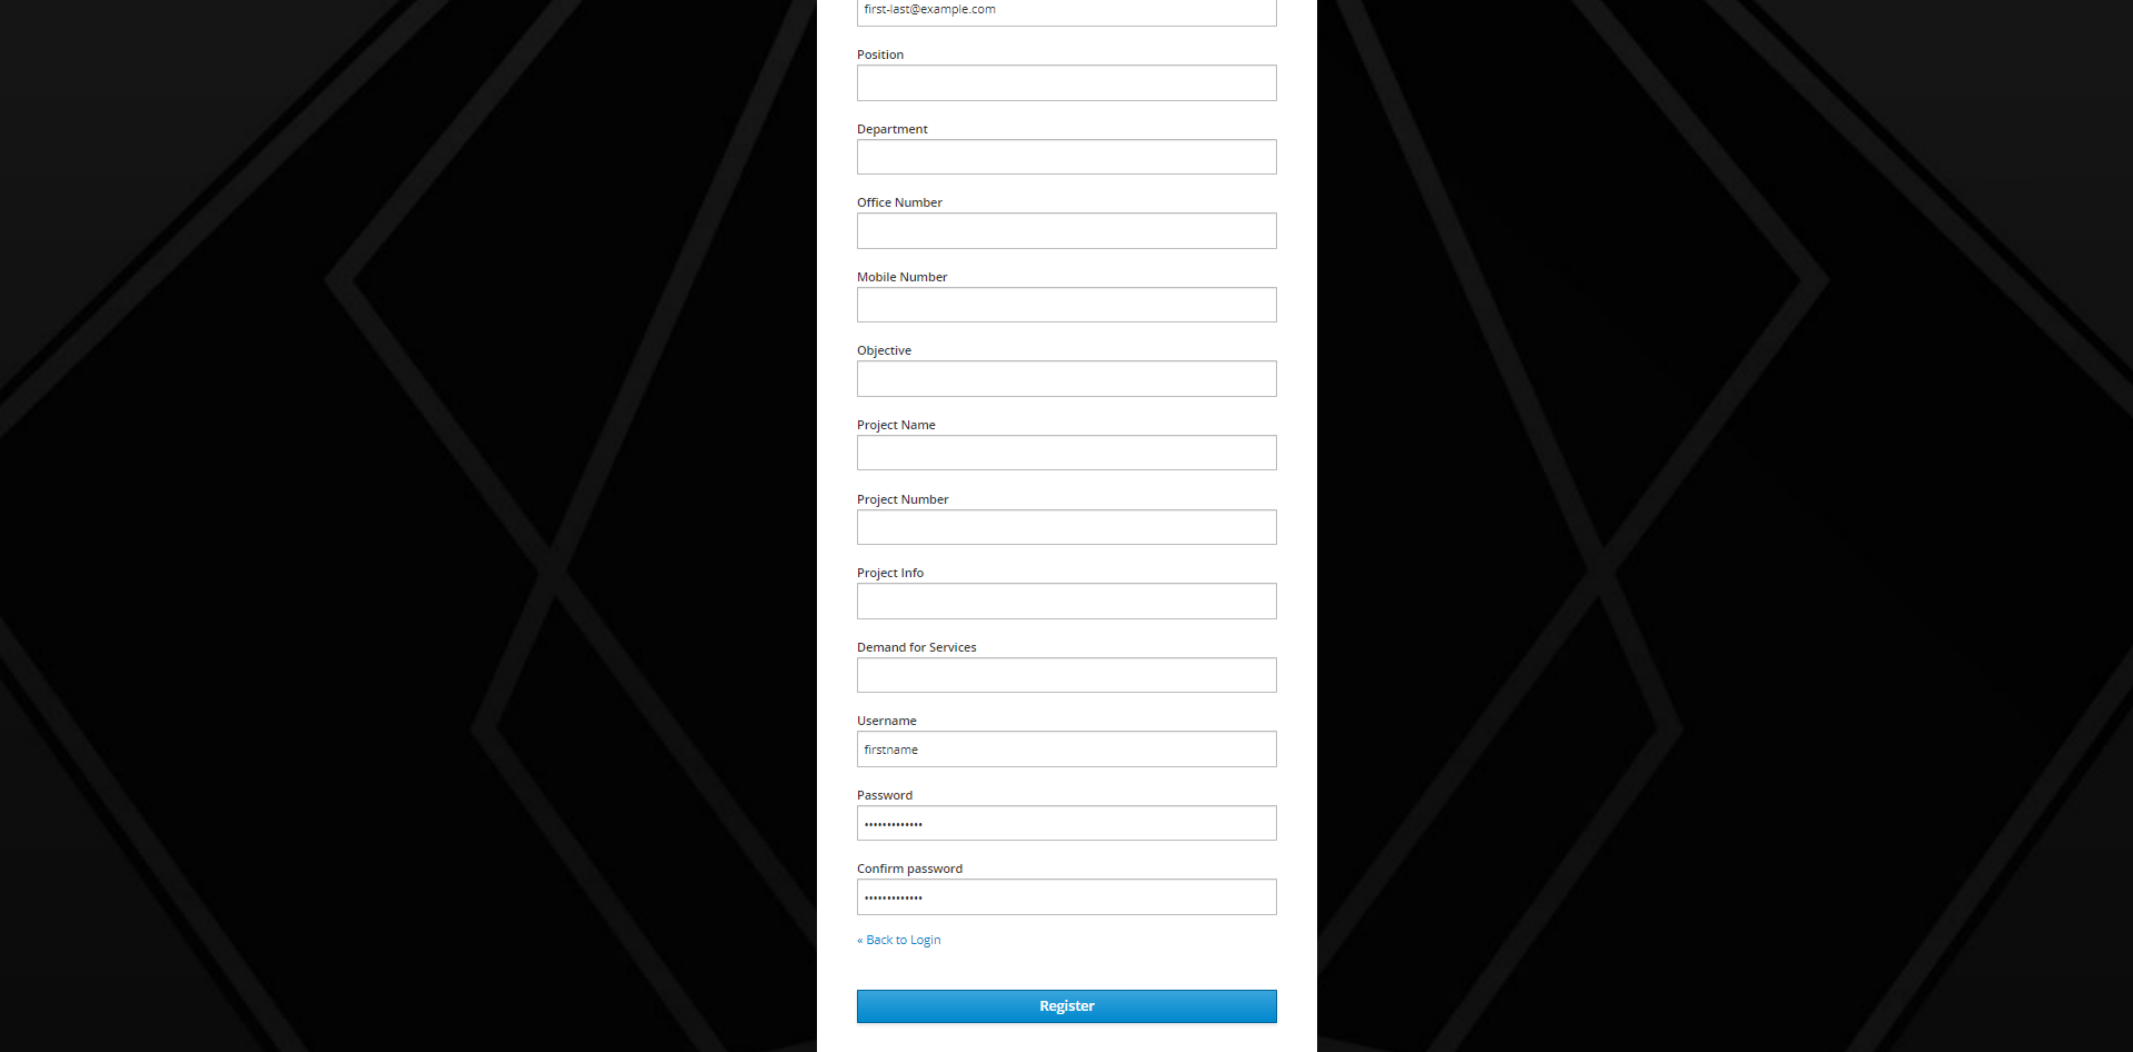 first-last@example.com
Position
Department
Office Number
Mobile Number
Objective
Project Name
Project Number
Project Info
Demand for Services
Username
firstname
Password
•••••••••••••
Confirm password
•••••••••••••
« Back to Login
Register